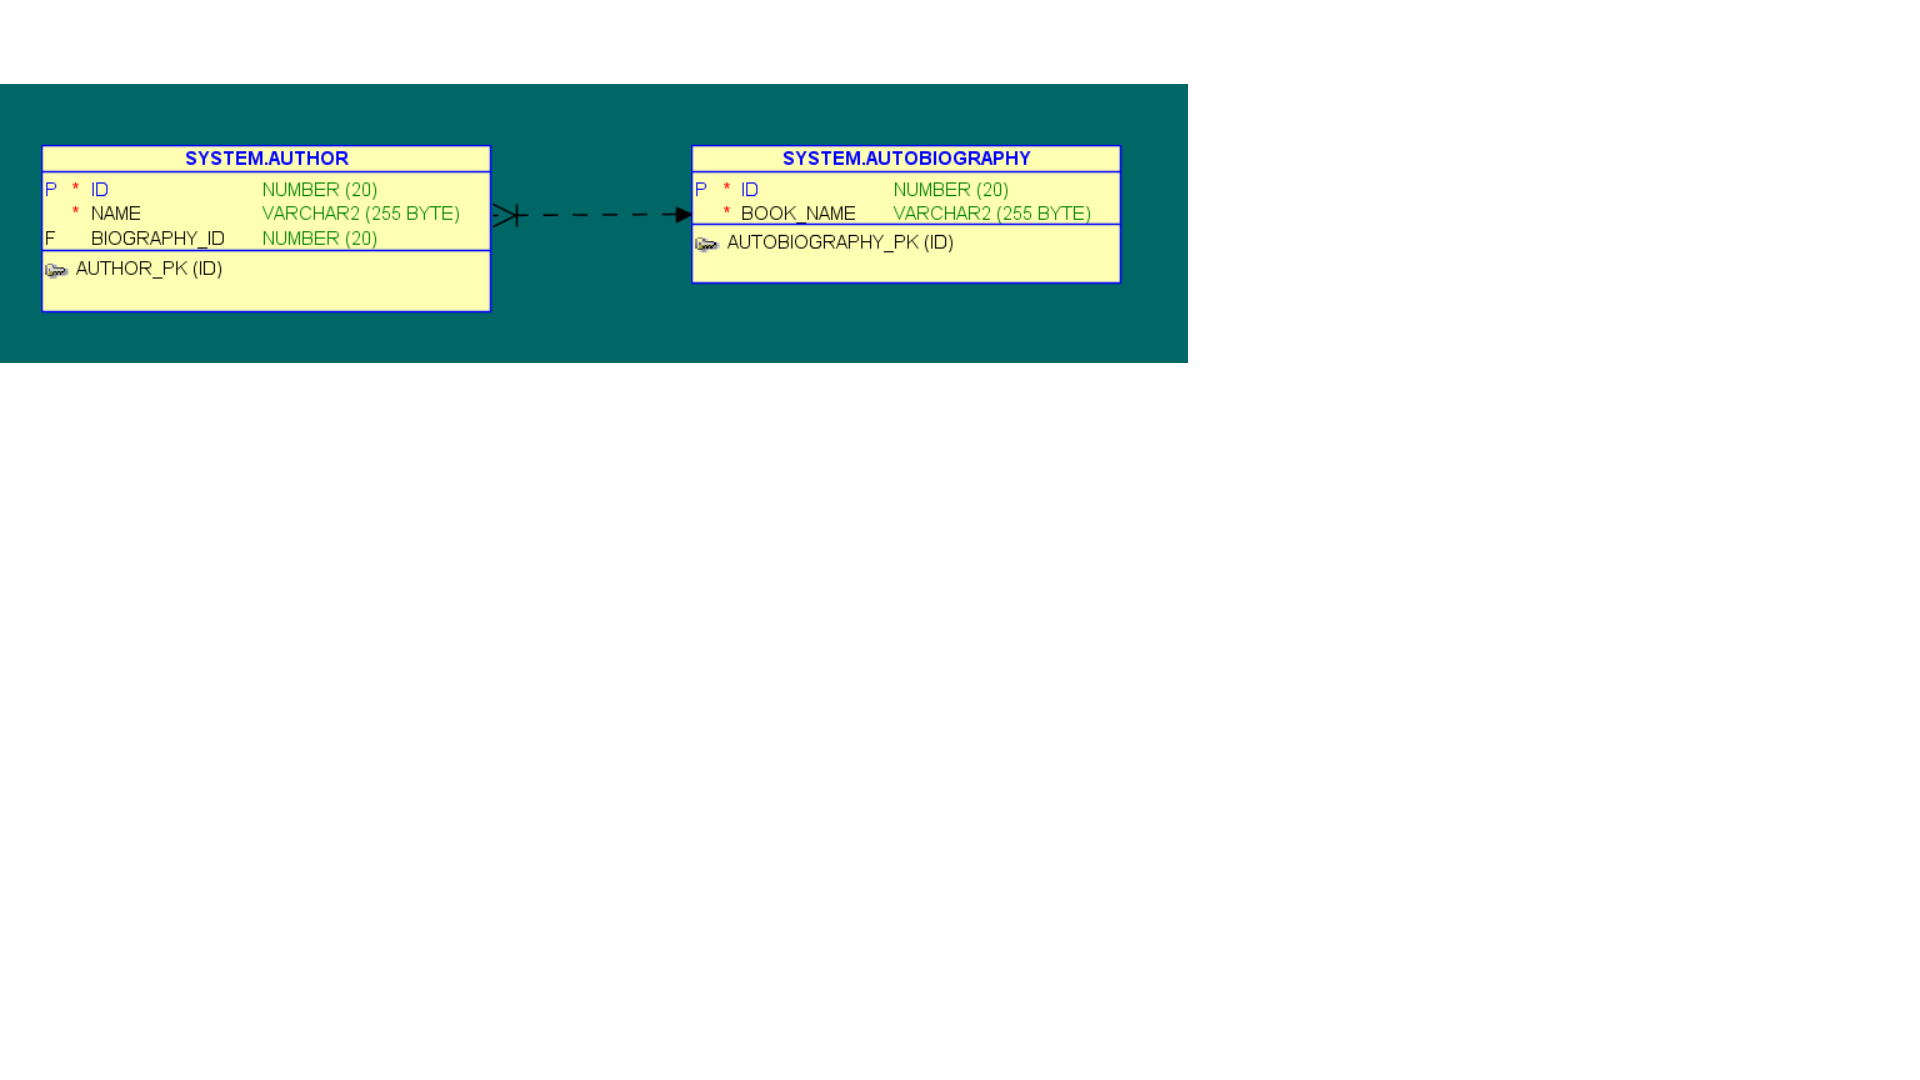 SYSTEM.AUTHOR
P * ID NUMBER (20)
* NAME VARCHAR2 (255 BYTE)
F BIOGRAPHY_ID NUMBER (20)
AUTHOR_PK (ID)
SYSTEM.AUTOBIOGRAPHY
P * ID NUMBER (20)
* BOOK_NAME VARCHAR2 (255 BYTE)
AUTOBIOGRAPHY_PK (ID)